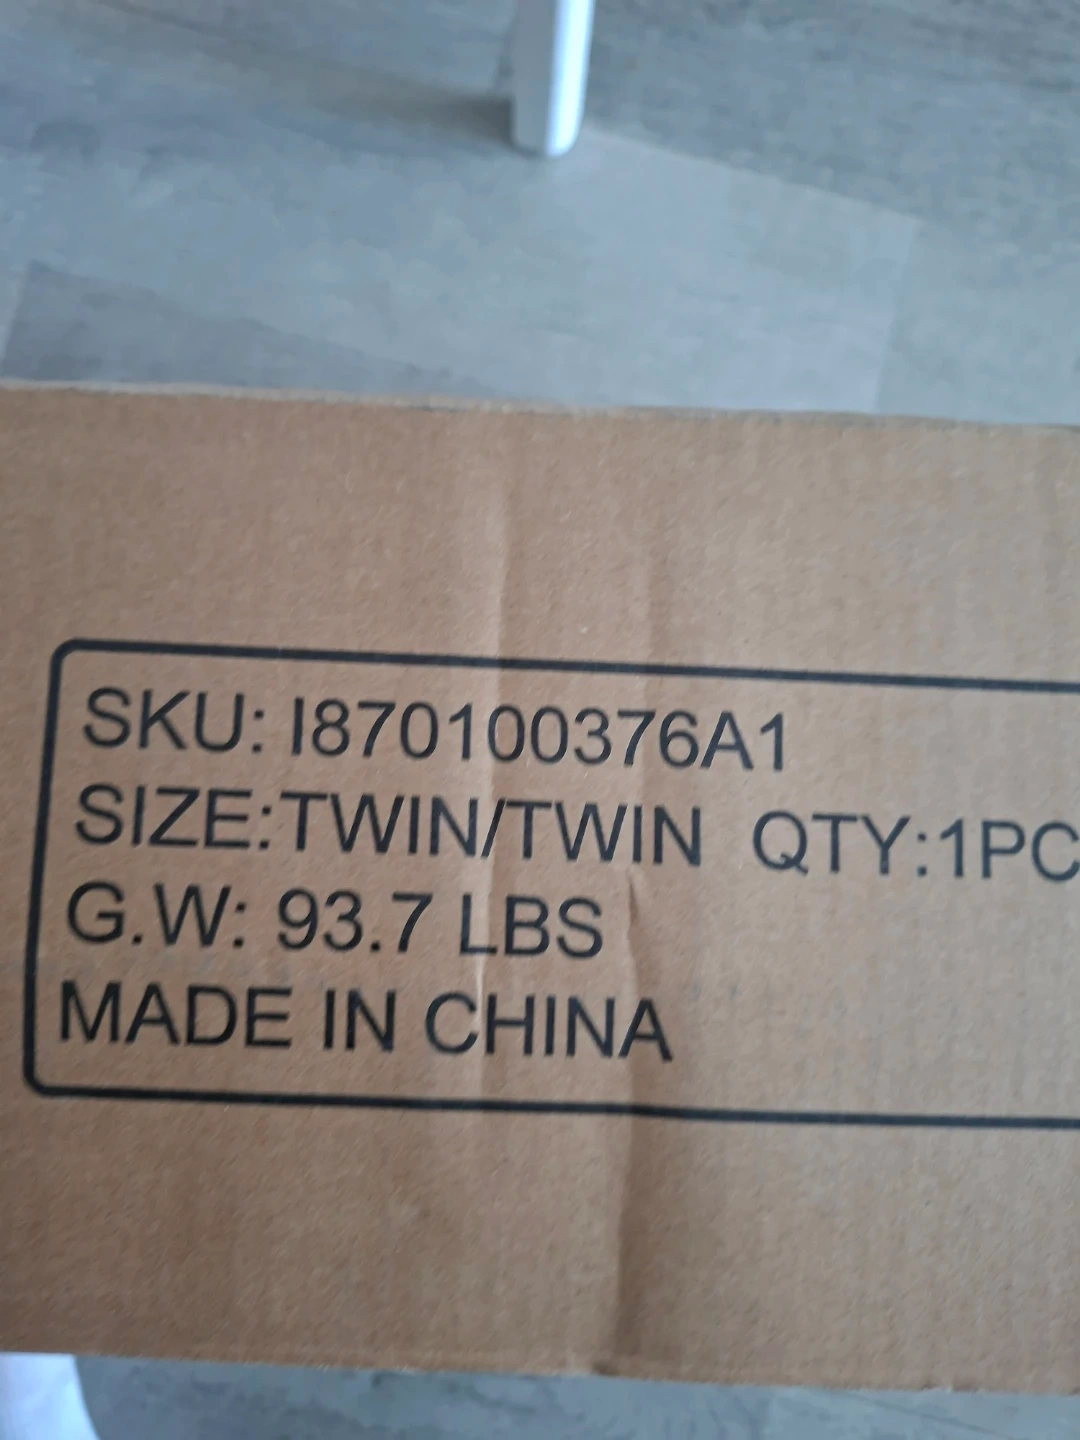 SKU: I870100376A1
SIZE:TWIN/TWIN QTY:1PC
G.W: 93.7 LBS
MADE IN CHINA